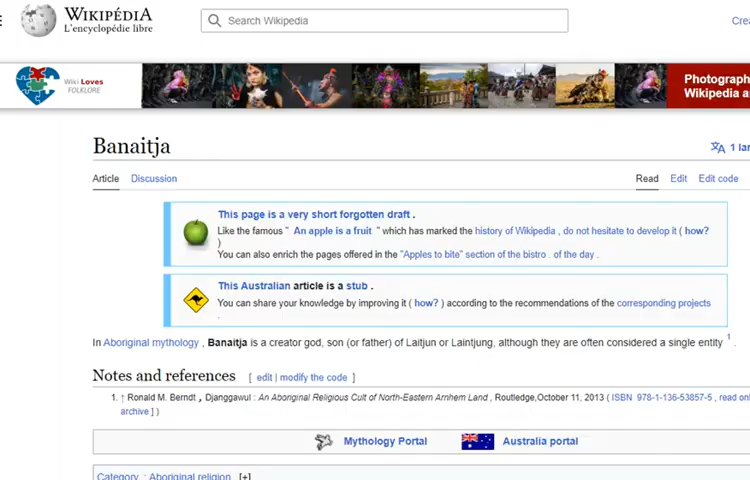 WIKIPÉDIA
L'encyclopédie libre
Search Wikipedia
Wiki Loves
FOLKLORE
Photograph
Wikipedia a
Banaitja
Article Discussion
Read Edit Edit code
This page is a very short forgotten draft .
Like the famous " An apple is a fruit " which has marked the history of Wikipedia , do not hesitate to develop it ( how?
)
You can also enrich the pages offered in the "Apples to bite" section of the bistro . of the day .
This Australian article is a stub .
You can share your knowledge by improving it ( how? ) according to the recommendations of the corresponding projects
.
In Aboriginal mythology , Banaitja is a creator god, son (or father) of Laitjun or Laintjung, although they are often considered a single entity 1 .
Notes and references [ edit | modify the code ]
1. ↑ Ronald M. Berndt , Djanggawul : An Aboriginal Religious Cult of North-Eastern Arnhem Land , Routledge,October 11, 2013 ( ISBN 978-1-136-53857-5 , read onl
archive ] )
Mythology Portal Australia portal
Category : Aboriginal religion [+]